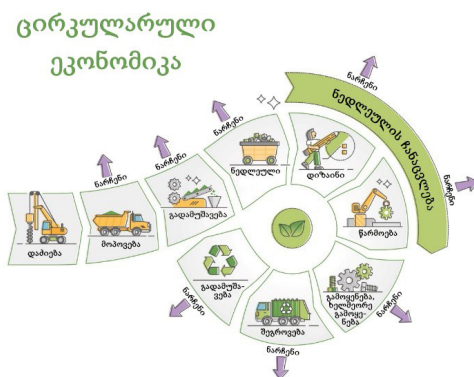 ცირკულარული
ეკონომიკა
ძიება
მოპოვება
ნარჩენი
გადამუშავება
ნარჩენი
ნედლეული
ნარჩენი
დიზაინი
ნარჩენი
ნედლეულის ჩანაცვლება
წარმოება
ნარჩენი
გამოყენება,
ხელმეორე
გამოყე-
ნება
ნარჩენი
შეგროვება
ნარჩენი
გადამუშა-
ვება
ნარჩენი